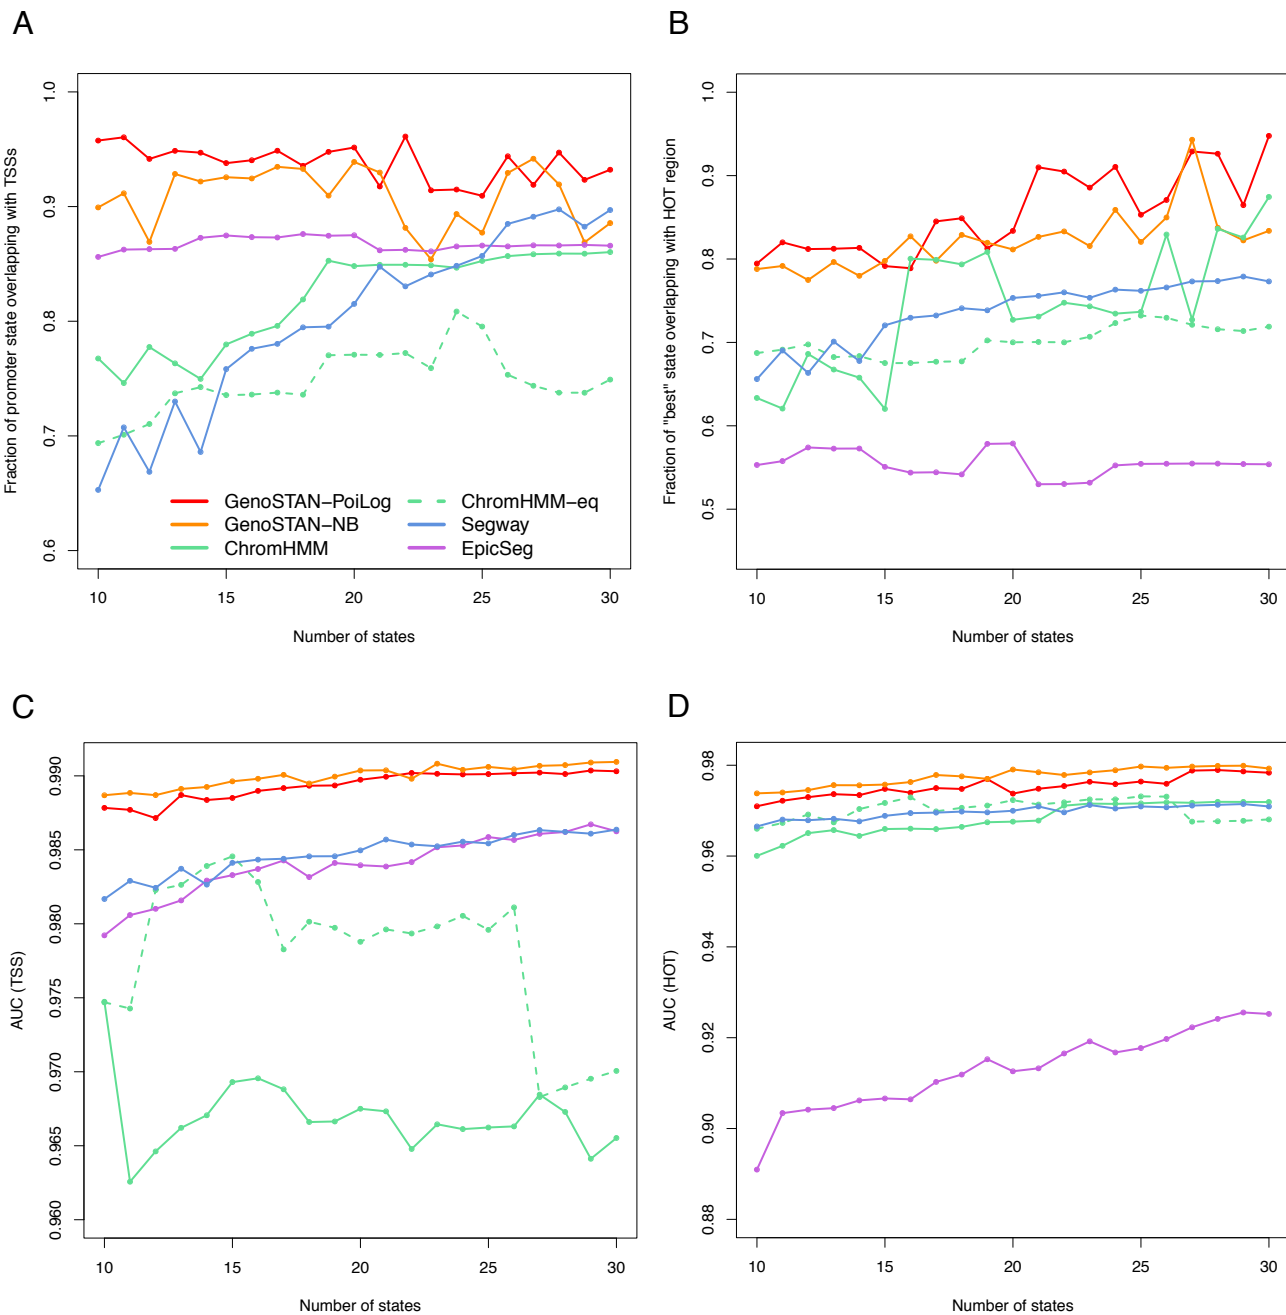 A
Fraction of promoter state overlapping with TSSs
1.0
0.9
0.8
0.7
0.6
GenoSTAN−PoiLog
GenoSTAN−NB
ChromHMM
ChromHMM-eq
Segway
EpicSeg
10 15 20 25 30
Number of states
B
Fraction of "best" state overlapping with HOT region
1.0
0.9
0.8
0.7
0.6
0.5
10 15 20 25 30
Number of states
C
AUC (TSS)
0.990
0.985
0.980
0.975
0.970
0.965
0.960
10 15 20 25 30
Number of states
D
AUC (HOT)
0.98
0.96
0.94
0.92
0.90
0.88
10 15 20 25 30
Number of states